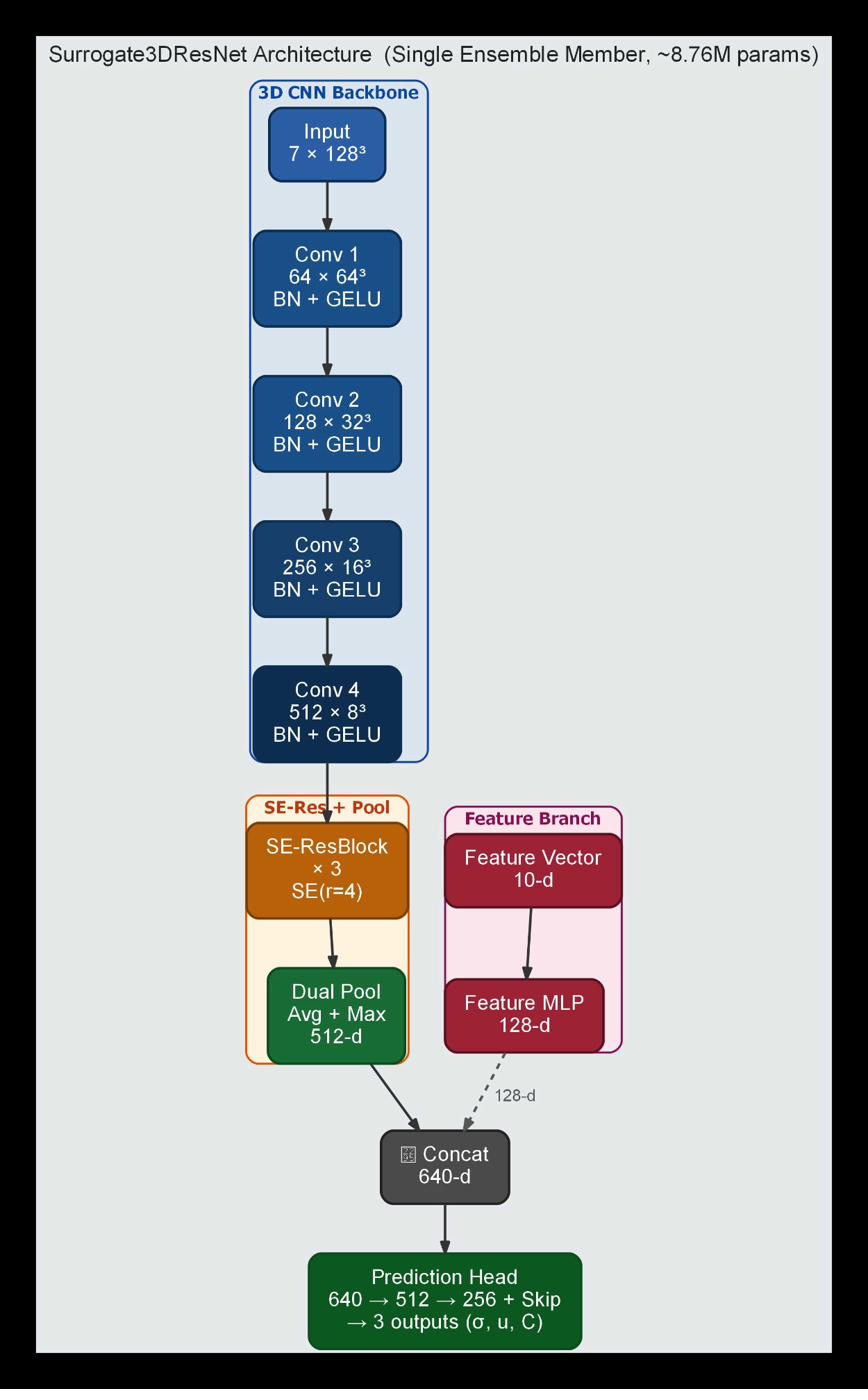 Surrogate3DResNet Architecture (Single Ensemble Member, ~8.76M params)
3D CNN Backbone
Input
7 × 128³
Conv 1
64 × 64³
BN + GELU
Conv 2
128 × 32³
BN + GELU
Conv 3
256 × 16³
BN + GELU
Conv 4
512 × 8³
BN + GELU
SE-Res + Pool
SE-ResBlock
× 3
SE(r=4)
Dual Pool
Avg + Max
512-d
Feature Branch
Feature Vector
10-d
Feature MLP
128-d
128-d
Concat
640-d
Prediction Head
640 → 512 → 256 + Skip
→ 3 outputs (σ, u, C)